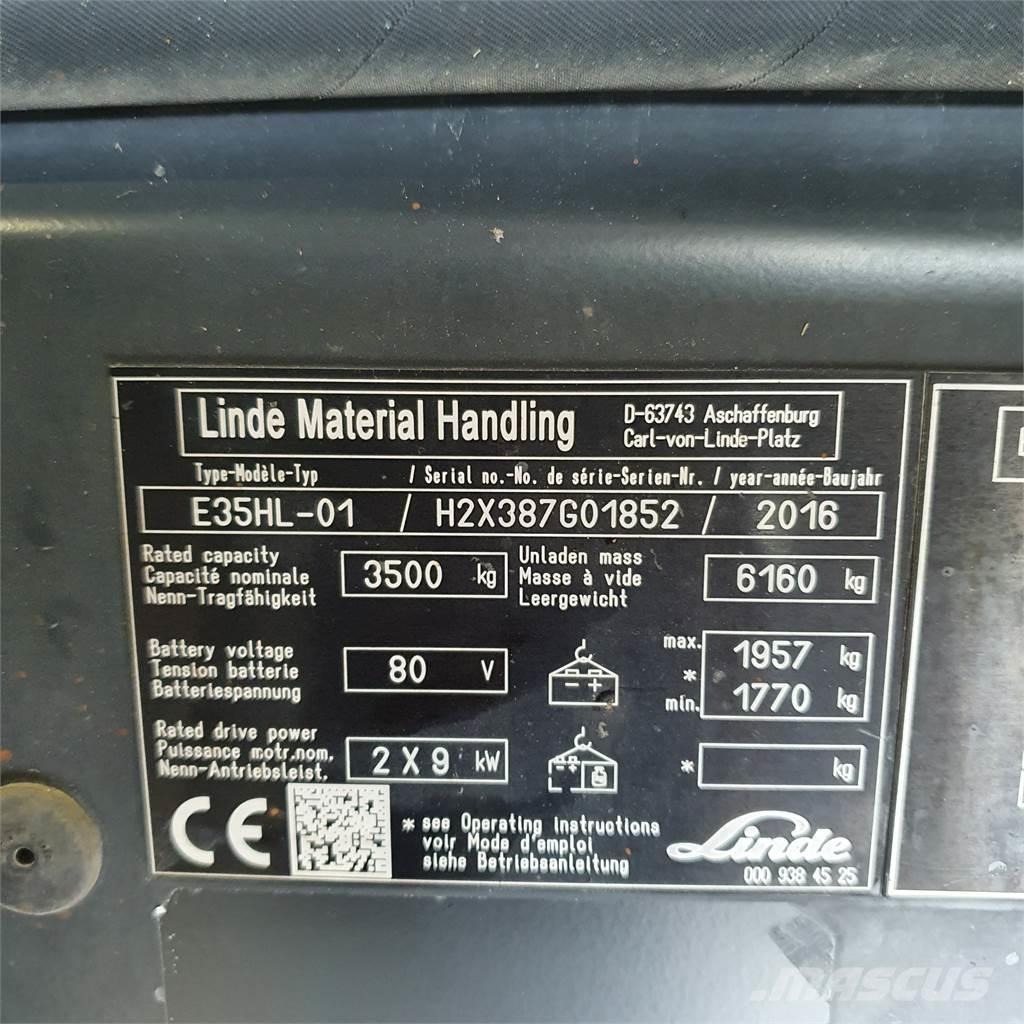 Linde Material Handling
D-63743 Aschaffenburg
Carl-von-Linde-Platz
Type-Modèle-Typ / Serial no.-No. de série-Serien-Nr. / year-année-Baujahr
E35HL-01 / H2X387G01852 / 2016
Rated capacity
Capacité nominale
Nenn-Tragfähigkeit
3500 kg
Unladen mass
Masse à vide
Leergewicht
6160 kg
Battery voltage
Tension batterie
Batteriespannung
80 V
- +
max. 1957 kg
*
min. 1770 kg
Rated drive power
Puissance motr.nom.
Nenn-Antriebsleist.
2 X 9 kW
- +
* kg
CE
* see Operating instructions
voir Mode d'emploi
siehe Betriebsanleitung
Linde
000 938 45 25
MASCUS